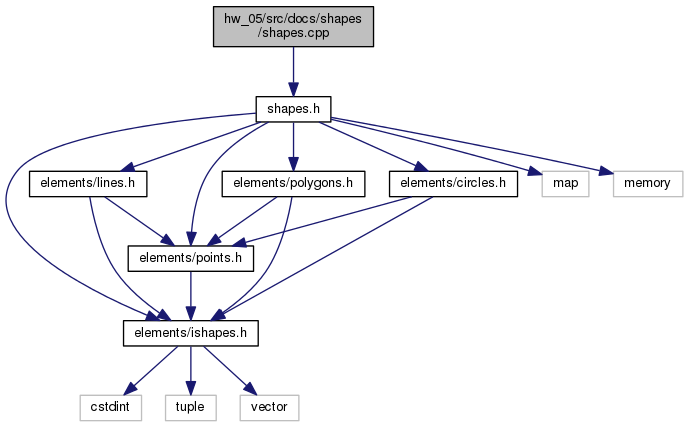 hw_05/src/docs/shapes
/shapes.cpp
shapes.h
elements/lines.h
elements/polygons.h
elements/circles.h
map
memory
elements/points.h
elements/ishapes.h
cstdint
tuple
vector